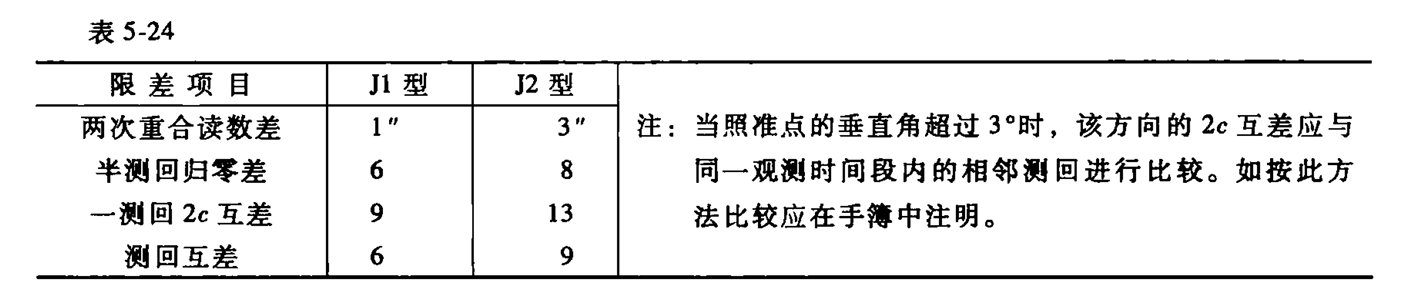 表 5-24
限差项目 J1 型 J2 型
两次重合读数差 1″ 3″
半测回归零差 6 8
一测回 2c 互差 9 13
测回互差 6 9
注：当照准点的垂直角超过 3°时，该方向的 2c 互差应与
同一观测时间段内的相邻测回进行比较。如按此方
法比较应在手簿中注明。